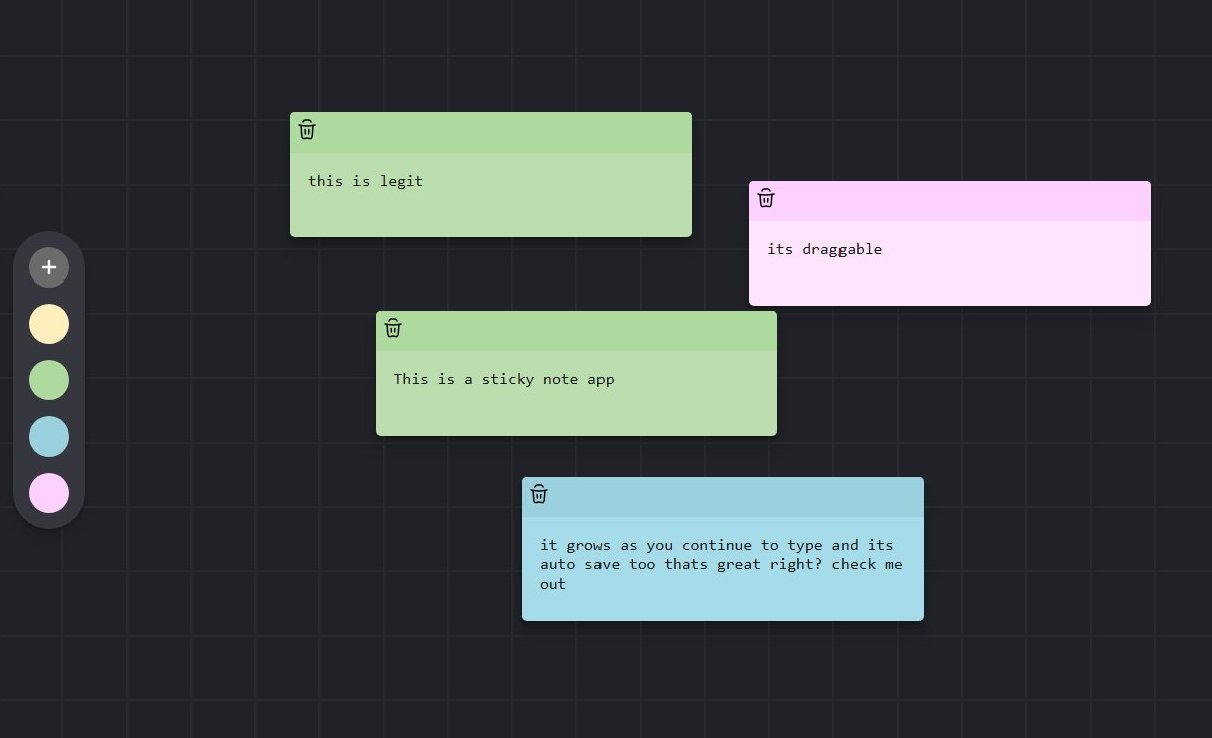 this is legit
its draggable
This is a sticky note app
it grows as you continue to type and its
auto save too thats great right? check me
out